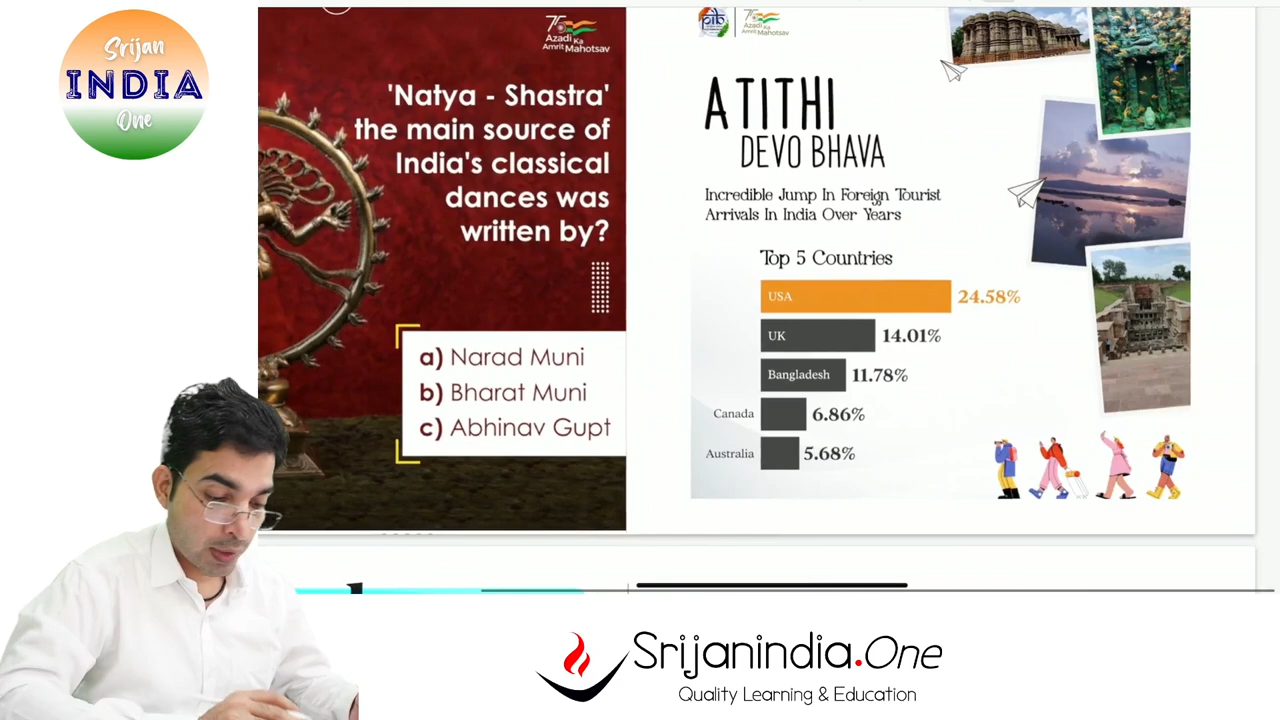 Srijan
INDIA
One
75
Azadi Ka
Amrit Mahotsav
'Natya - Shastra'
the main source of
India's classical
dances was
written by?
a) Narad Muni
b) Bharat Muni
c) Abhinav Gupt
pib
Azadi Ka
Amrit Mahotsav
ATITHI
DEVO BHAVA
Incredible Jump In Foreign Tourist
Arrivals In India Over Years
Top 5 Countries
USA 24.58%
UK 14.01%
Bangladesh 11.78%
Canada 6.86%
Australia 5.68%
Srijanindia.One
Quality Learning & Education